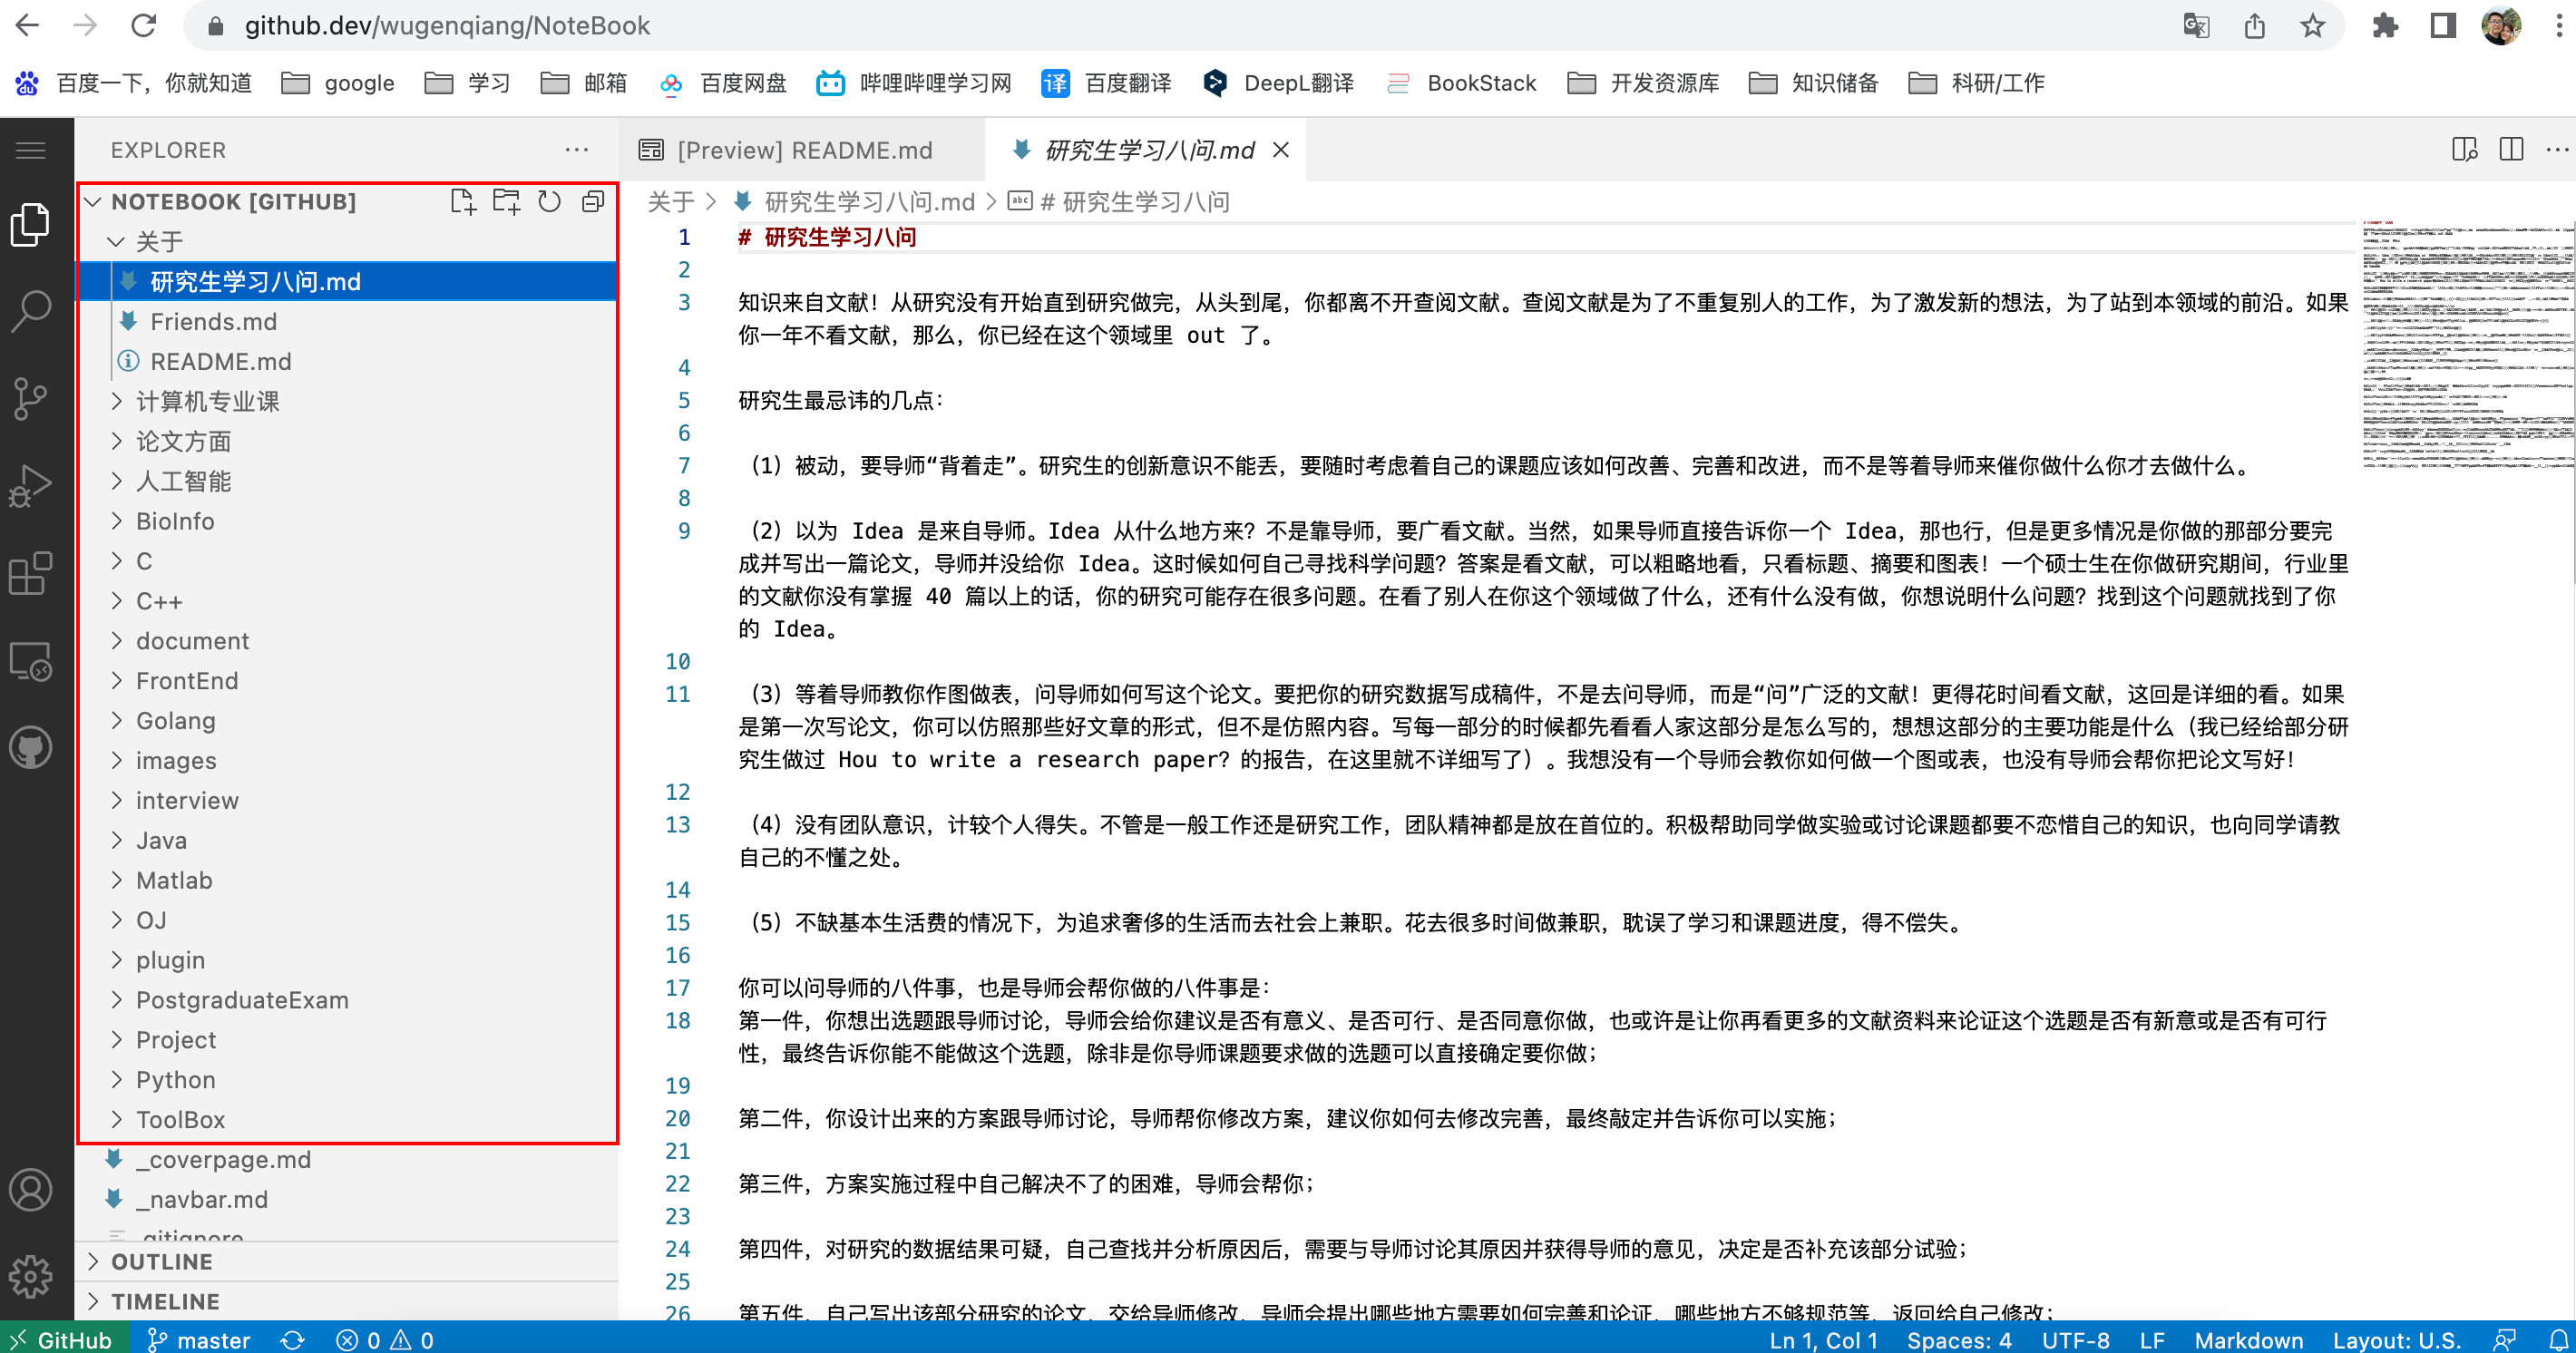 github.dev/wugenqiang/NoteBook
百度一下，你就知道 google 学习 邮箱 百度网盘 哔哩哔哩学习网 译 百度翻译 DeepL翻译 BookStack 开发资源库 知识储备 科研/工作
EXPLORER
[Preview] README.md
研究生学习八问.md
NOTEBOOK [GITHUB]
关于
研究生学习八问.md
Friends.md
README.md
计算机专业课
论文方面
人工智能
BioInfo
C
C++
document
FrontEnd
Golang
images
interview
Java
Matlab
OJ
plugin
PostgraduateExam
Project
Python
ToolBox
_coverpage.md
_navbar.md
.gitignore
OUTLINE
TIMELINE
关于 > 研究生学习八问.md > # 研究生学习八问
1 # 研究生学习八问
2
3 知识来自文献！从研究没有开始直到研究做完，从头到尾，你都离不开查阅文献。查阅文献是为了不重复别人的工作，为了激发新的想法，为了站到本领域的前沿。如果
你一年不看文献，那么，你已经在这个领域里 out 了。
4
5 研究生最忌讳的几点：
6
7 （1）被动，要导师“背着走”。研究生的创新意识不能丢，要随时考虑着自己的课题应该如何改善、完善和改进，而不是等着导师来催你做什么你才去做什么。
8
9 （2）以为 Idea 是来自导师。Idea 从什么地方来？不是靠导师，要广看文献。当然，如果导师直接告诉你一个 Idea，那也行，但是更多情况是你做的那部分要完
成并写出一篇论文，导师并没给你 Idea。这时候如何自己寻找科学问题？答案是看文献，可以粗略地看，只看标题、摘要和图表！一个硕士生在你做研究期间，行业里
的文献你没有掌握 40 篇以上的话，你的研究可能存在很多问题。在看了别人在你这个领域做了什么，还有什么没有做，你想说明什么问题？找到这个问题就找到了你
的 Idea。
10
11 （3）等着导师教你作图做表，问导师如何写这个论文。要把你的研究数据写成稿件，不是去问导师，而是“问”广泛的文献！更得花时间看文献，这回是详细的看。如果
是第一次写论文，你可以仿照那些好文章的形式，但不是仿照内容。写每一部分的时候都先看看人家这部分是怎么写的，想想这部分的主要功能是什么（我已经给部分研
究生做过 Hou to write a research paper？的报告，在这里就不详细写了）。我想没有一个导师会教你如何做一个图或表，也没有导师会帮你把论文写好！
12
13 （4）没有团队意识，计较个人得失。不管是一般工作还是研究工作，团队精神都是放在首位的。积极帮助同学做实验或讨论课题都要不恋惜自己的知识，也向同学请教
自己的不懂之处。
14
15 （5）不缺基本生活费的情况下，为追求奢侈的生活而去社会上兼职。花去很多时间做兼职，耽误了学习和课题进度，得不偿失。
16
17 你可以问导师的八件事，也是导师会帮你做的八件事是：
18 第一件，你想出选题跟导师讨论，导师会给你建议是否有意义、是否可行、是否同意你做，也或许是让你再看更多的文献资料来论证这个选题是否有新意或是否有可行
性，最终告诉你能不能做这个选题，除非是你导师课题要求做的选题可以直接确定要你做；
19
20 第二件，你设计出来的方案跟导师讨论，导师帮你修改方案，建议你如何去修改完善，最终敲定并告诉你可以实施；
21
22 第三件，方案实施过程中自己解决不了的困难，导师会帮你；
23
24 第四件，对研究的数据结果可疑，自己查找并分析原因后，需要与导师讨论其原因并获得导师的意见，决定是否补充该部分试验；
25
26 第五件，自己写出该部分研究的论文，交给导师修改，导师会提出哪些地方需要如何完善和论证，哪些地方不够规范等，返回给自己修改；
GitHub master 0 0 Ln 1, Col 1 Spaces: 4 UTF-8 LF Markdown Layout: U.S.